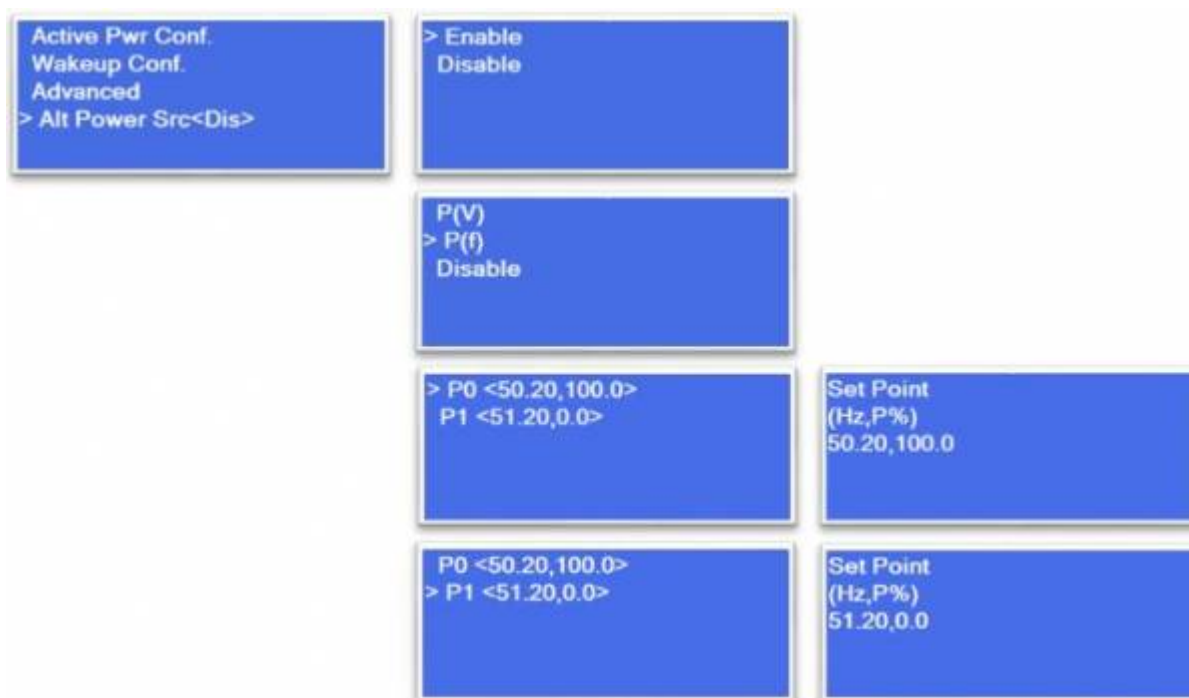 Active Pwr Conf.
Wakeup Conf.
Advanced
> Alt Power Src<Dis>
> Enable
Disable
P(V)
> P(f)
Disable
> P0 <50.20,100.0>
P1 <51.20,0.0>
Set Point
(Hz,P%)
50.20,100.0
P0 <50.20,100.0>
> P1 <51.20,0.0>
Set Point
(Hz,P%)
51.20,0.0